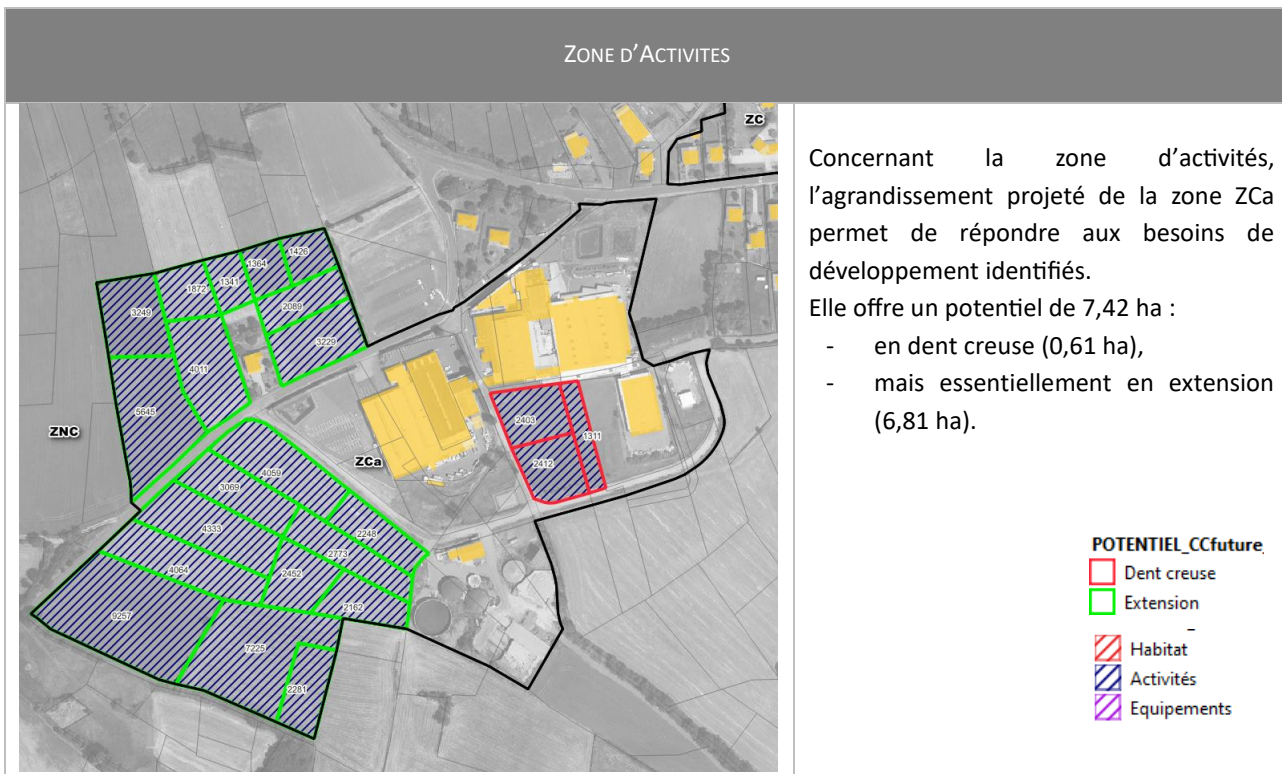 ZONE D'ACTIVITES
ZC
1426
1364
1341
1872
3249
2089
3229
4011
5645
ZNC
ZCa
2403
1311
2412
4059
3069
2248
4333
2773
2452
4064
2162
9257
7225
2281
Concernant la zone d'activités,
l'agrandissement projeté de la zone ZCa
permet de répondre aux besoins de
développement identifiés.
Elle offre un potentiel de 7,42 ha :
- en dent creuse (0,61 ha),
- mais essentiellement en extension
(6,81 ha).
POTENTIEL_CCfuture_
Dent creuse
Extension
Habitat
Activités
Equipements